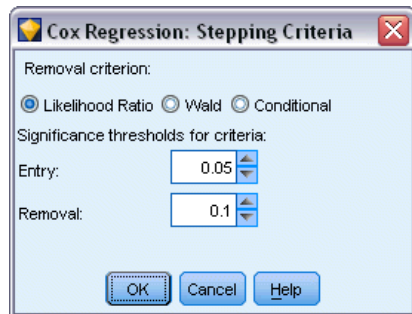 Cox Regression: Stepping Criteria
Removal criterion:
Likelihood Ratio Wald Conditional
Significance thresholds for criteria:
Entry: 0.05
Removal: 0.1
OK Cancel Help